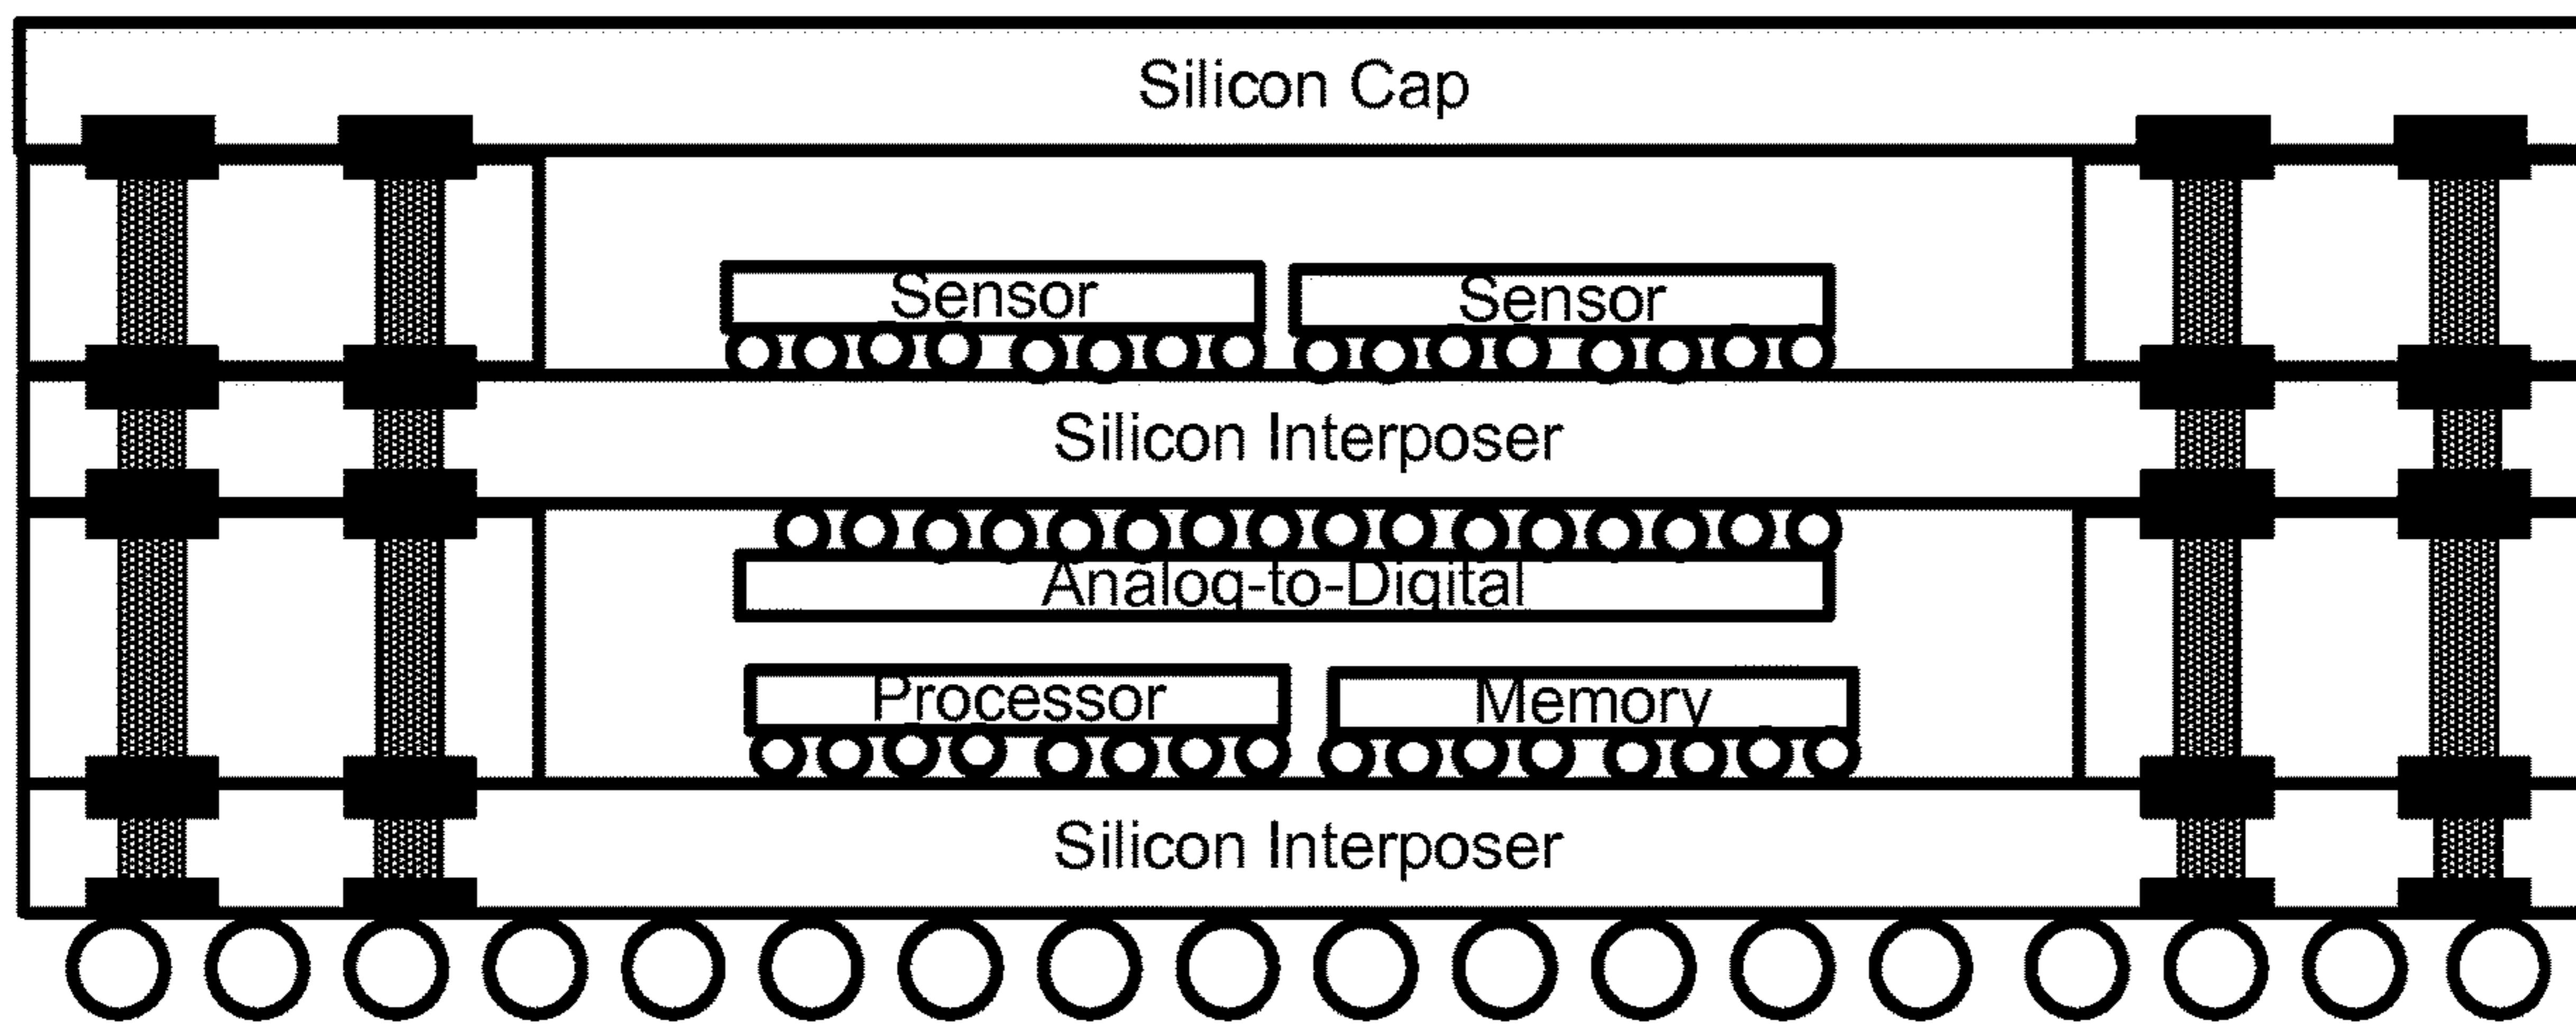 Silicon Cap
Sensor
Sensor
Silicon Interposer
Analog-to-Digital
Processor
Memory
Silicon Interposer